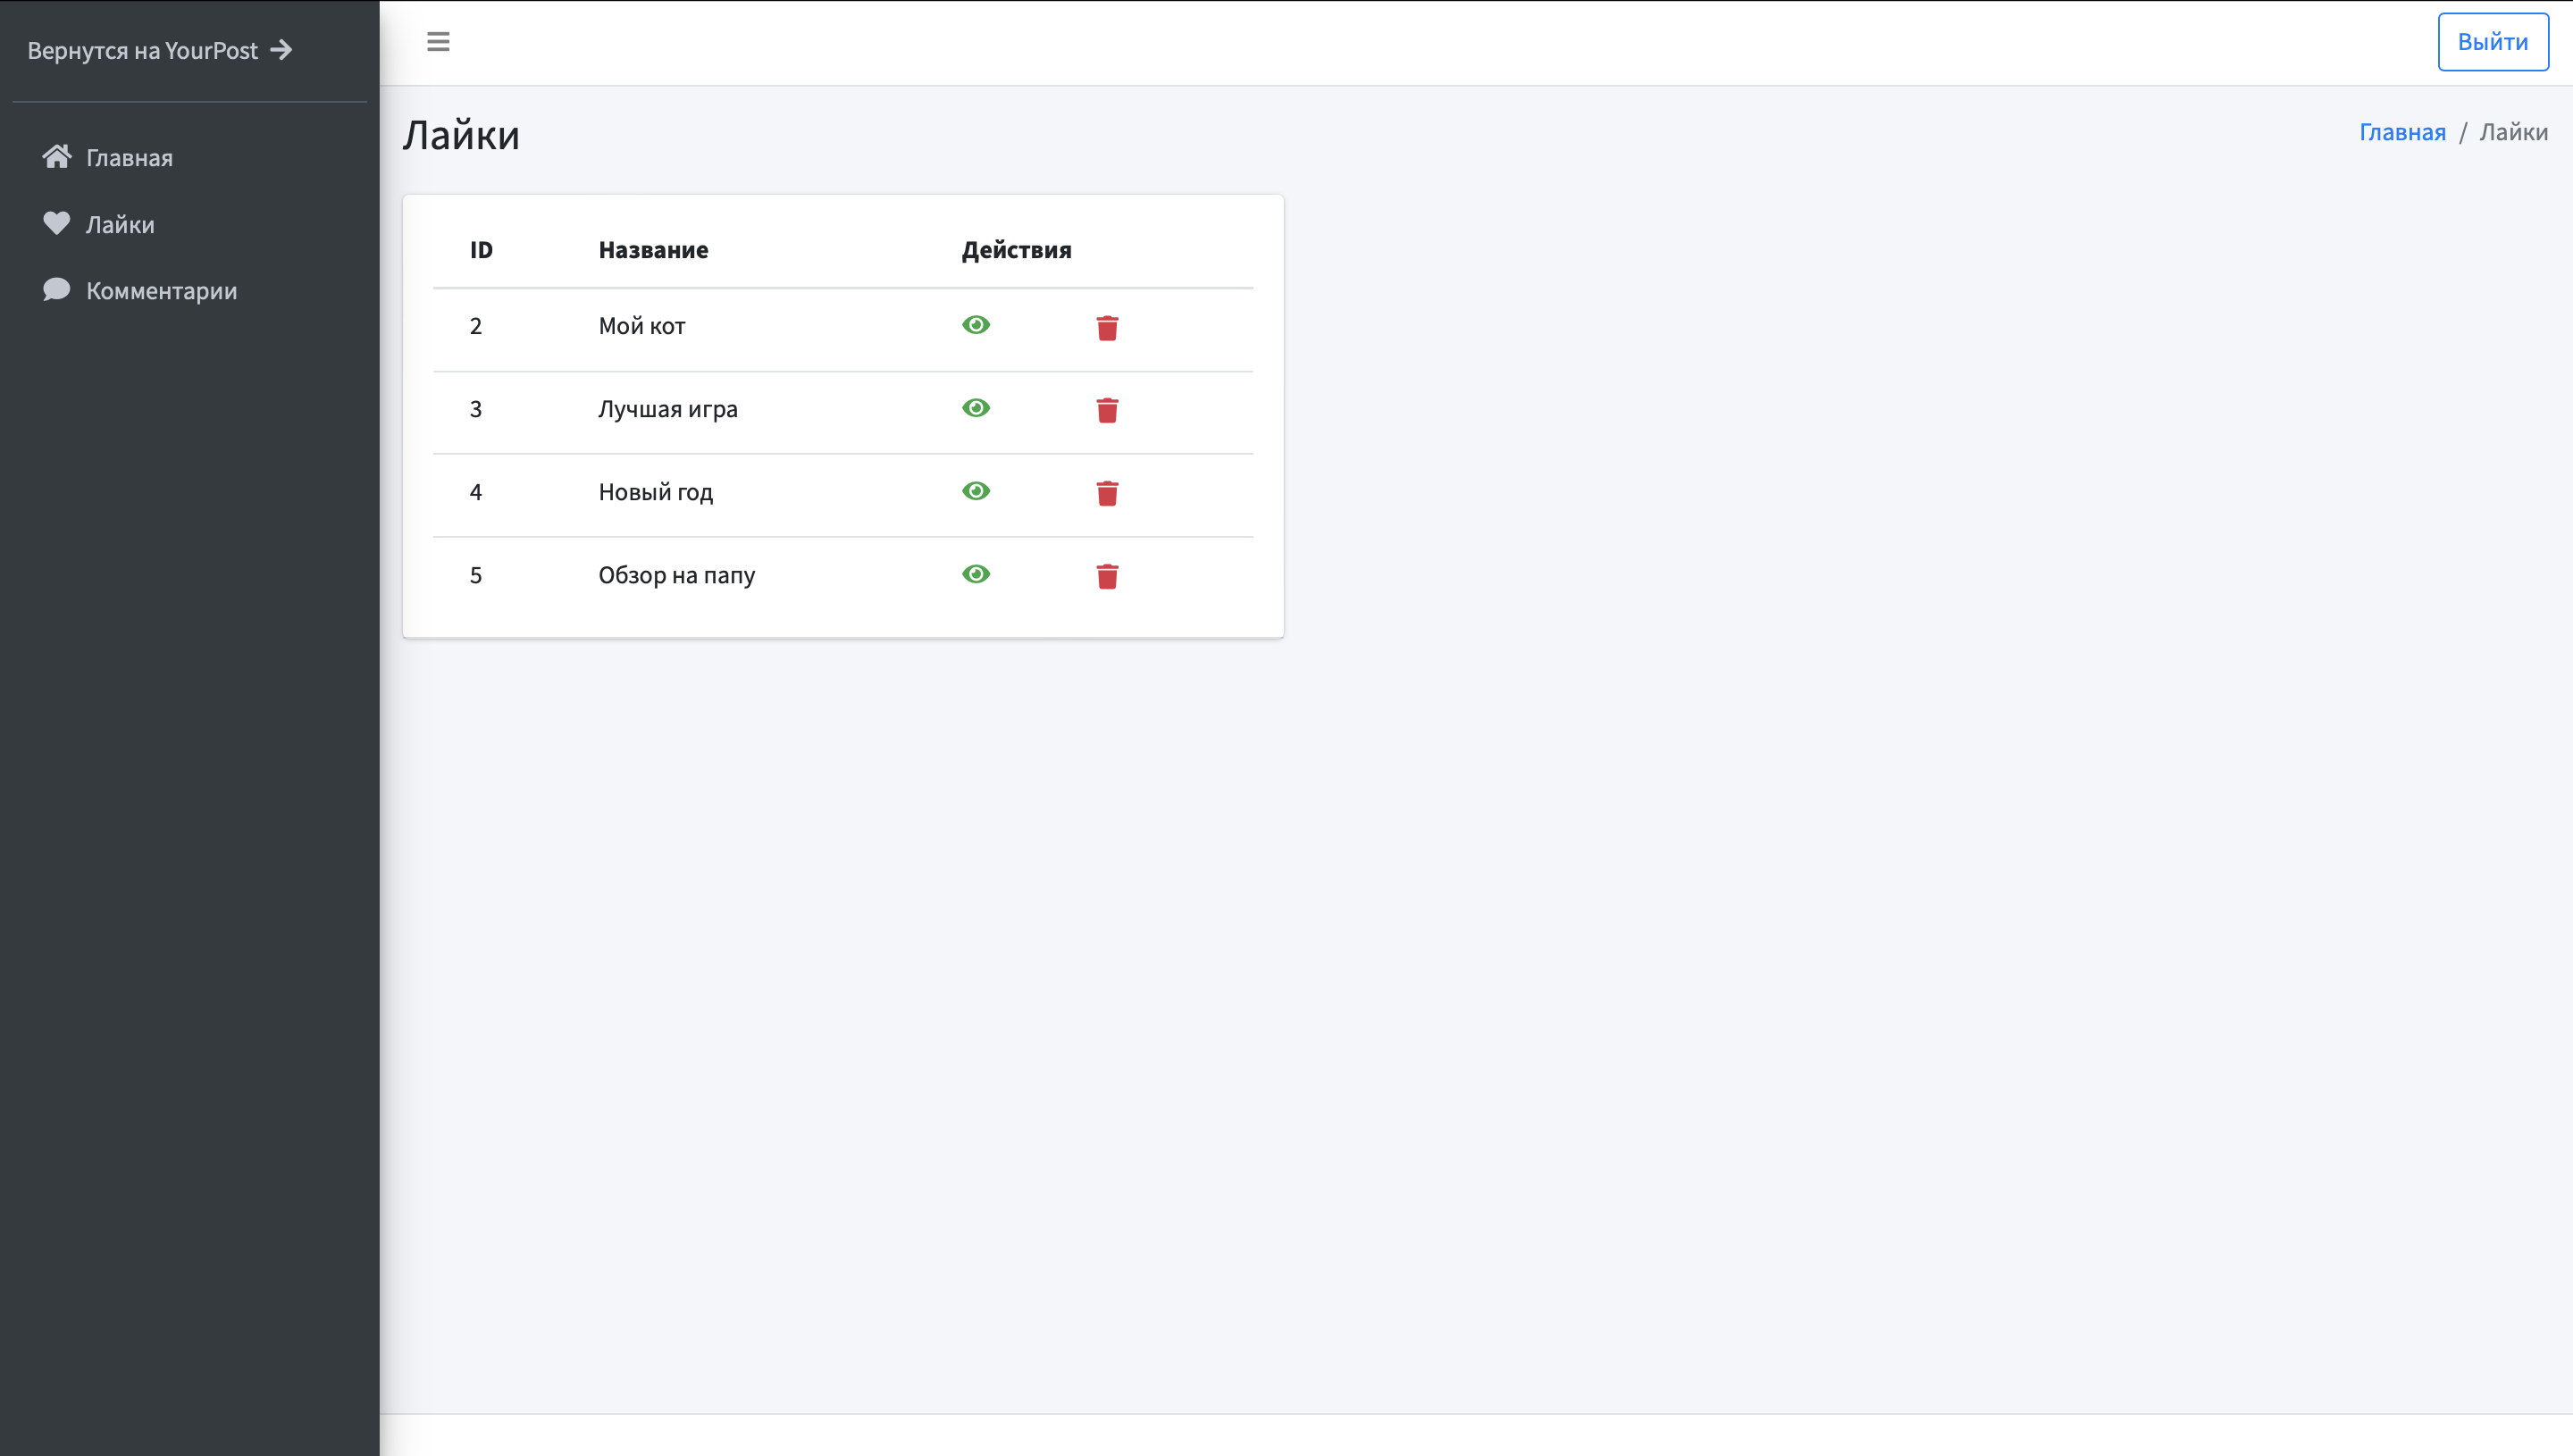 Вернутся на YourPost
Выйти
Главная
Лайки
Комментарии
Лайки
Главная / Лайки
ID Название Действия
2 Мой кот
3 Лучшая игра
4 Новый год
5 Обзор на папу